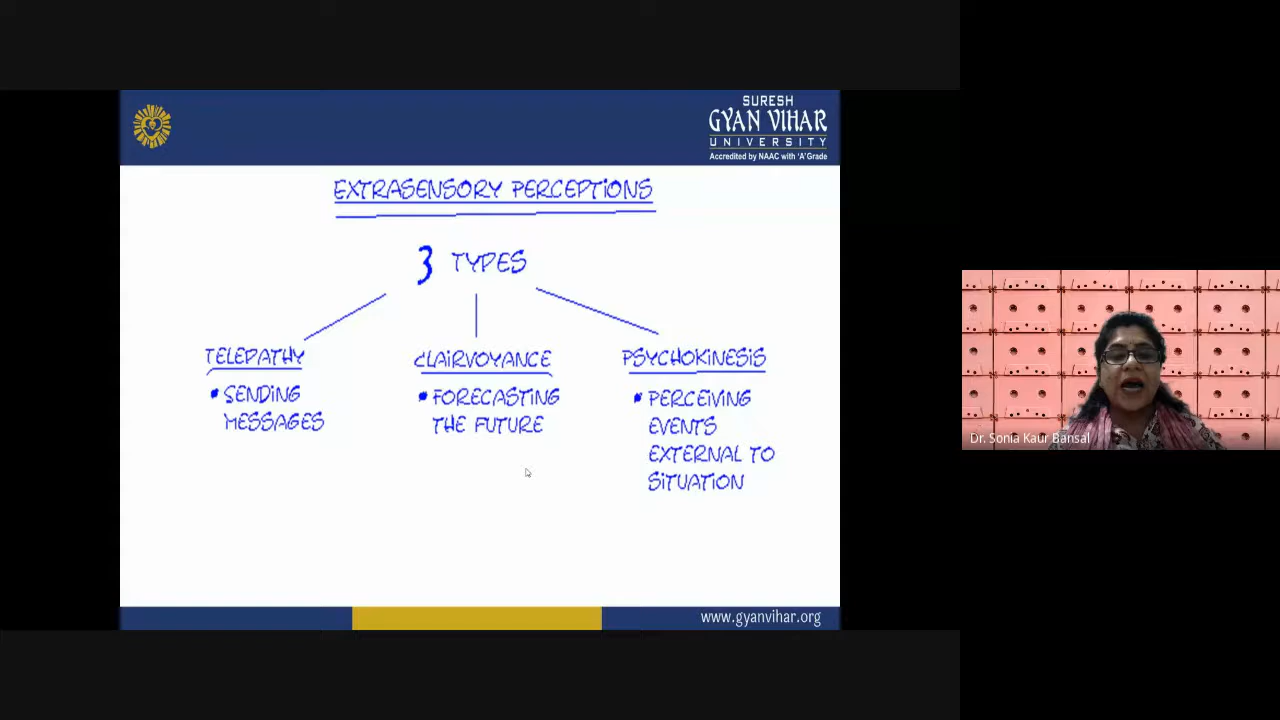 SURESH
GYAN VIHAR
UNIVERSITY
Accredited by NAAC with 'A' Grade
EXTRASENSORY PERCEPTIONS
3 TYPES
TELEPATHY
• SENDING
MESSAGES
CLAIRVOYANCE
• FORECASTING
THE FUTURE
PSYCHOKINESIS
• PERCEIVING
EVENTS
EXTERNAL TO
SITUATION
Dr. Sonia Kaur Bansal
www.gyanvihar.org